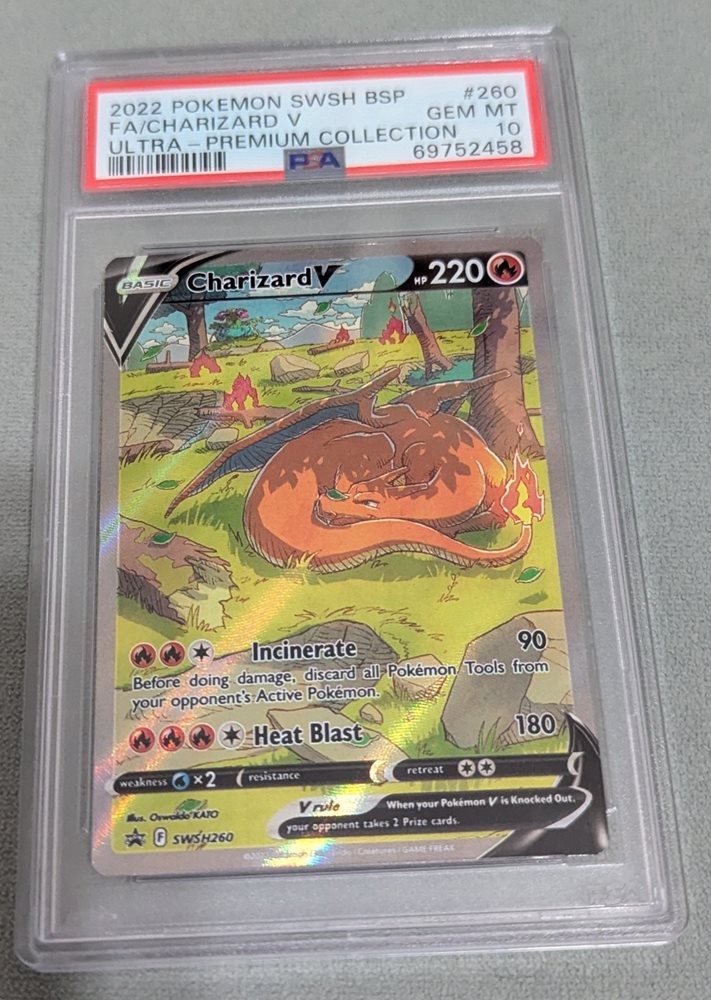 2022 POKEMON SWSH BSP #260
FA/CHARIZARD V GEM MT
ULTRA-PREMIUM COLLECTION 10
PSA 69752458
BASIC Charizard V HP 220
Incinerate 90
Before doing damage, discard all Pokémon Tools from
your opponent's Active Pokémon.
Heat Blast 180
weakness ×2 resistance retreat
V rule When your Pokémon V is Knocked Out,
your opponent takes 2 Prize cards.
Illus. Oswaldo KATO
F SWSH260
Creatures / GAME FREAK